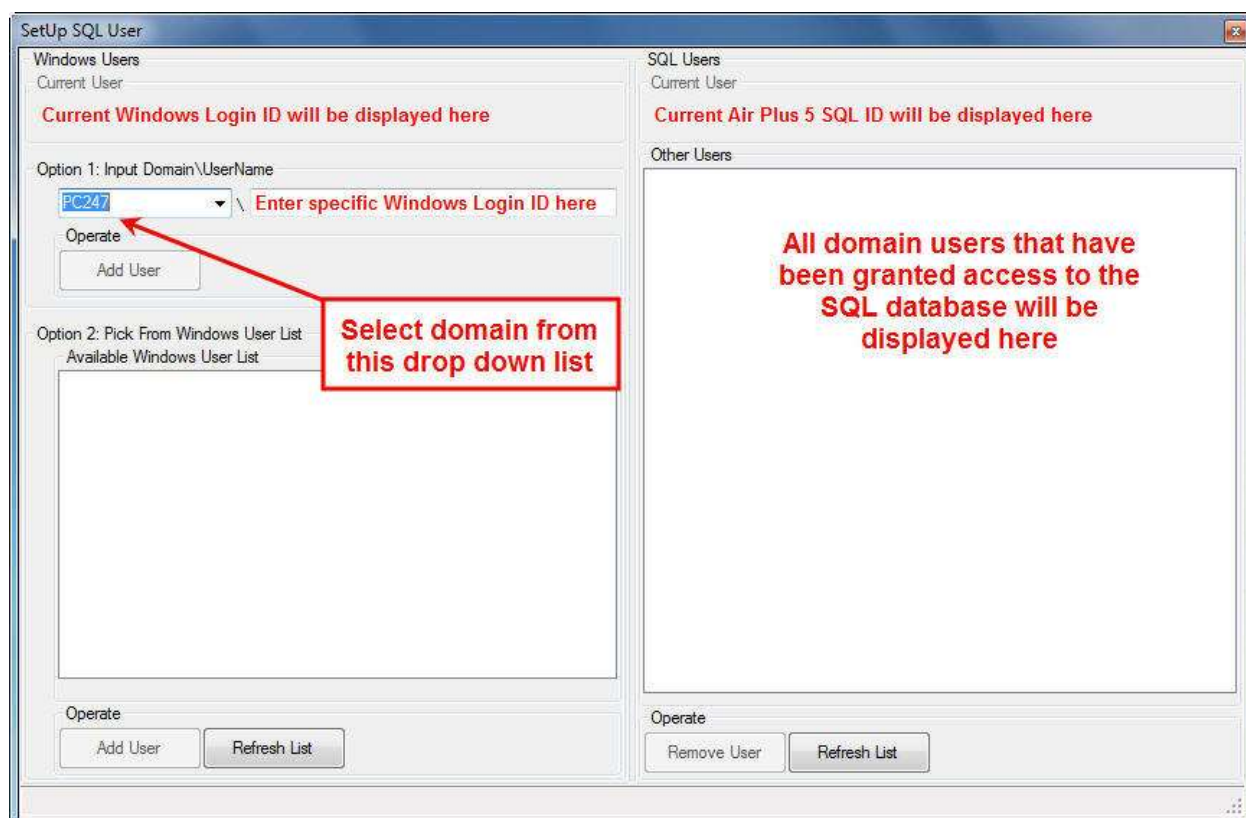 SetUp SQL User
Windows Users
Current User
Current Windows Login ID will be displayed here
Option 1: Input Domain\UserName
PC247 \ Enter specific Windows Login ID here
Operate
Add User
Select domain from
this drop down list
Option 2: Pick From Windows User List
Available Windows User List
Operate
Add User Refresh List
SQL Users
Current User
Current Air Plus 5 SQL ID will be displayed here
Other Users
All domain users that have
been granted access to the
SQL database will be
displayed here
Operate
Remove User Refresh List